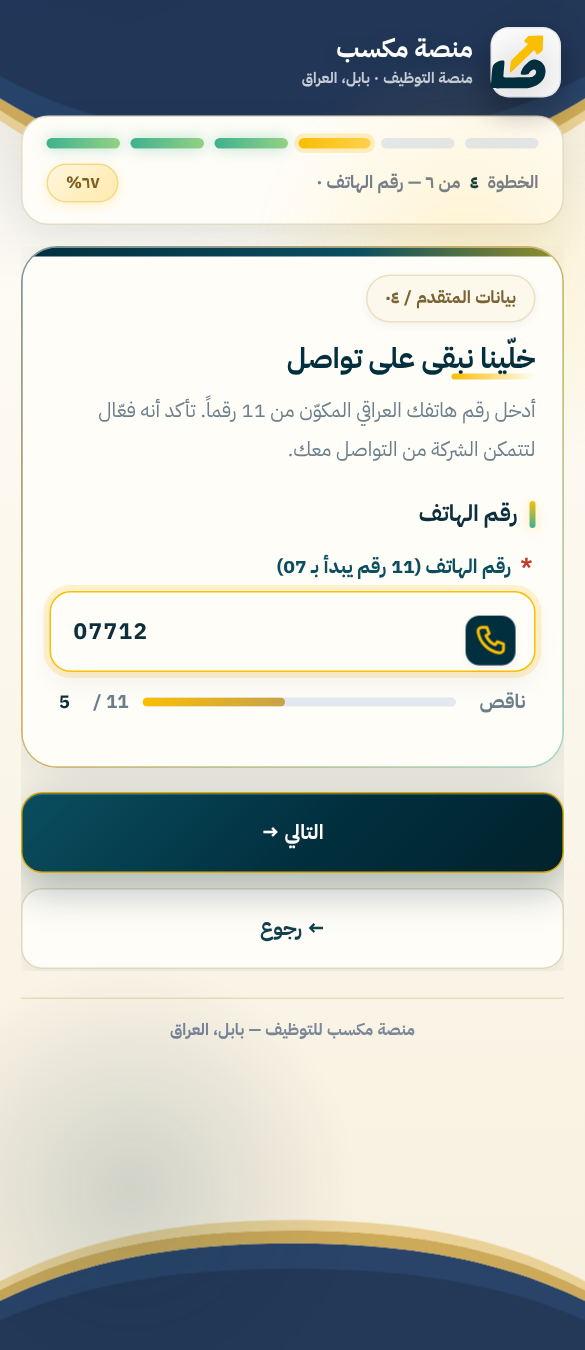 منصة مكسب
منصة التوظيف · بابل، العراق
الخطوة ٤ من ٦ — رقم الهاتف ·
%٦٧
بيانات المتقدم / ٠٤
خلّينا نبقى على تواصل
أدخل رقم هاتفك العراقي المكوّن من 11 رقماً. تأكد أنه فعّال
لتتمكن الشركة من التواصل معك.
رقم الهاتف
* رقم الهاتف (11 رقم يبدأ بـ 07)
07712
ناقص
5 / 11
التالي →
← رجوع
منصة مكسب للتوظيف — بابل، العراق